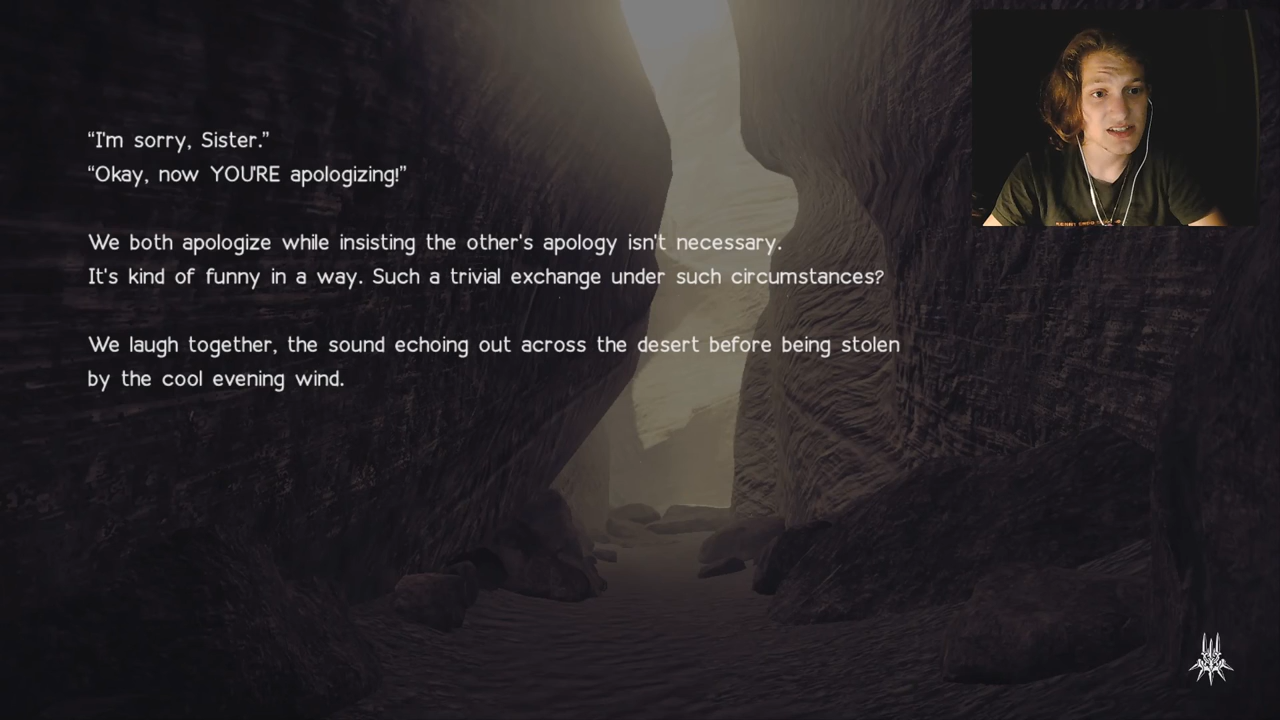 “I'm sorry, Sister.”
“Okay, now YOU'RE apologizing!”
We both apologize while insisting the other's apology isn't necessary.
It's kind of funny in a way. Such a trivial exchange under such circumstances?
We laugh together, the sound echoing out across the desert before being stolen
by the cool evening wind.